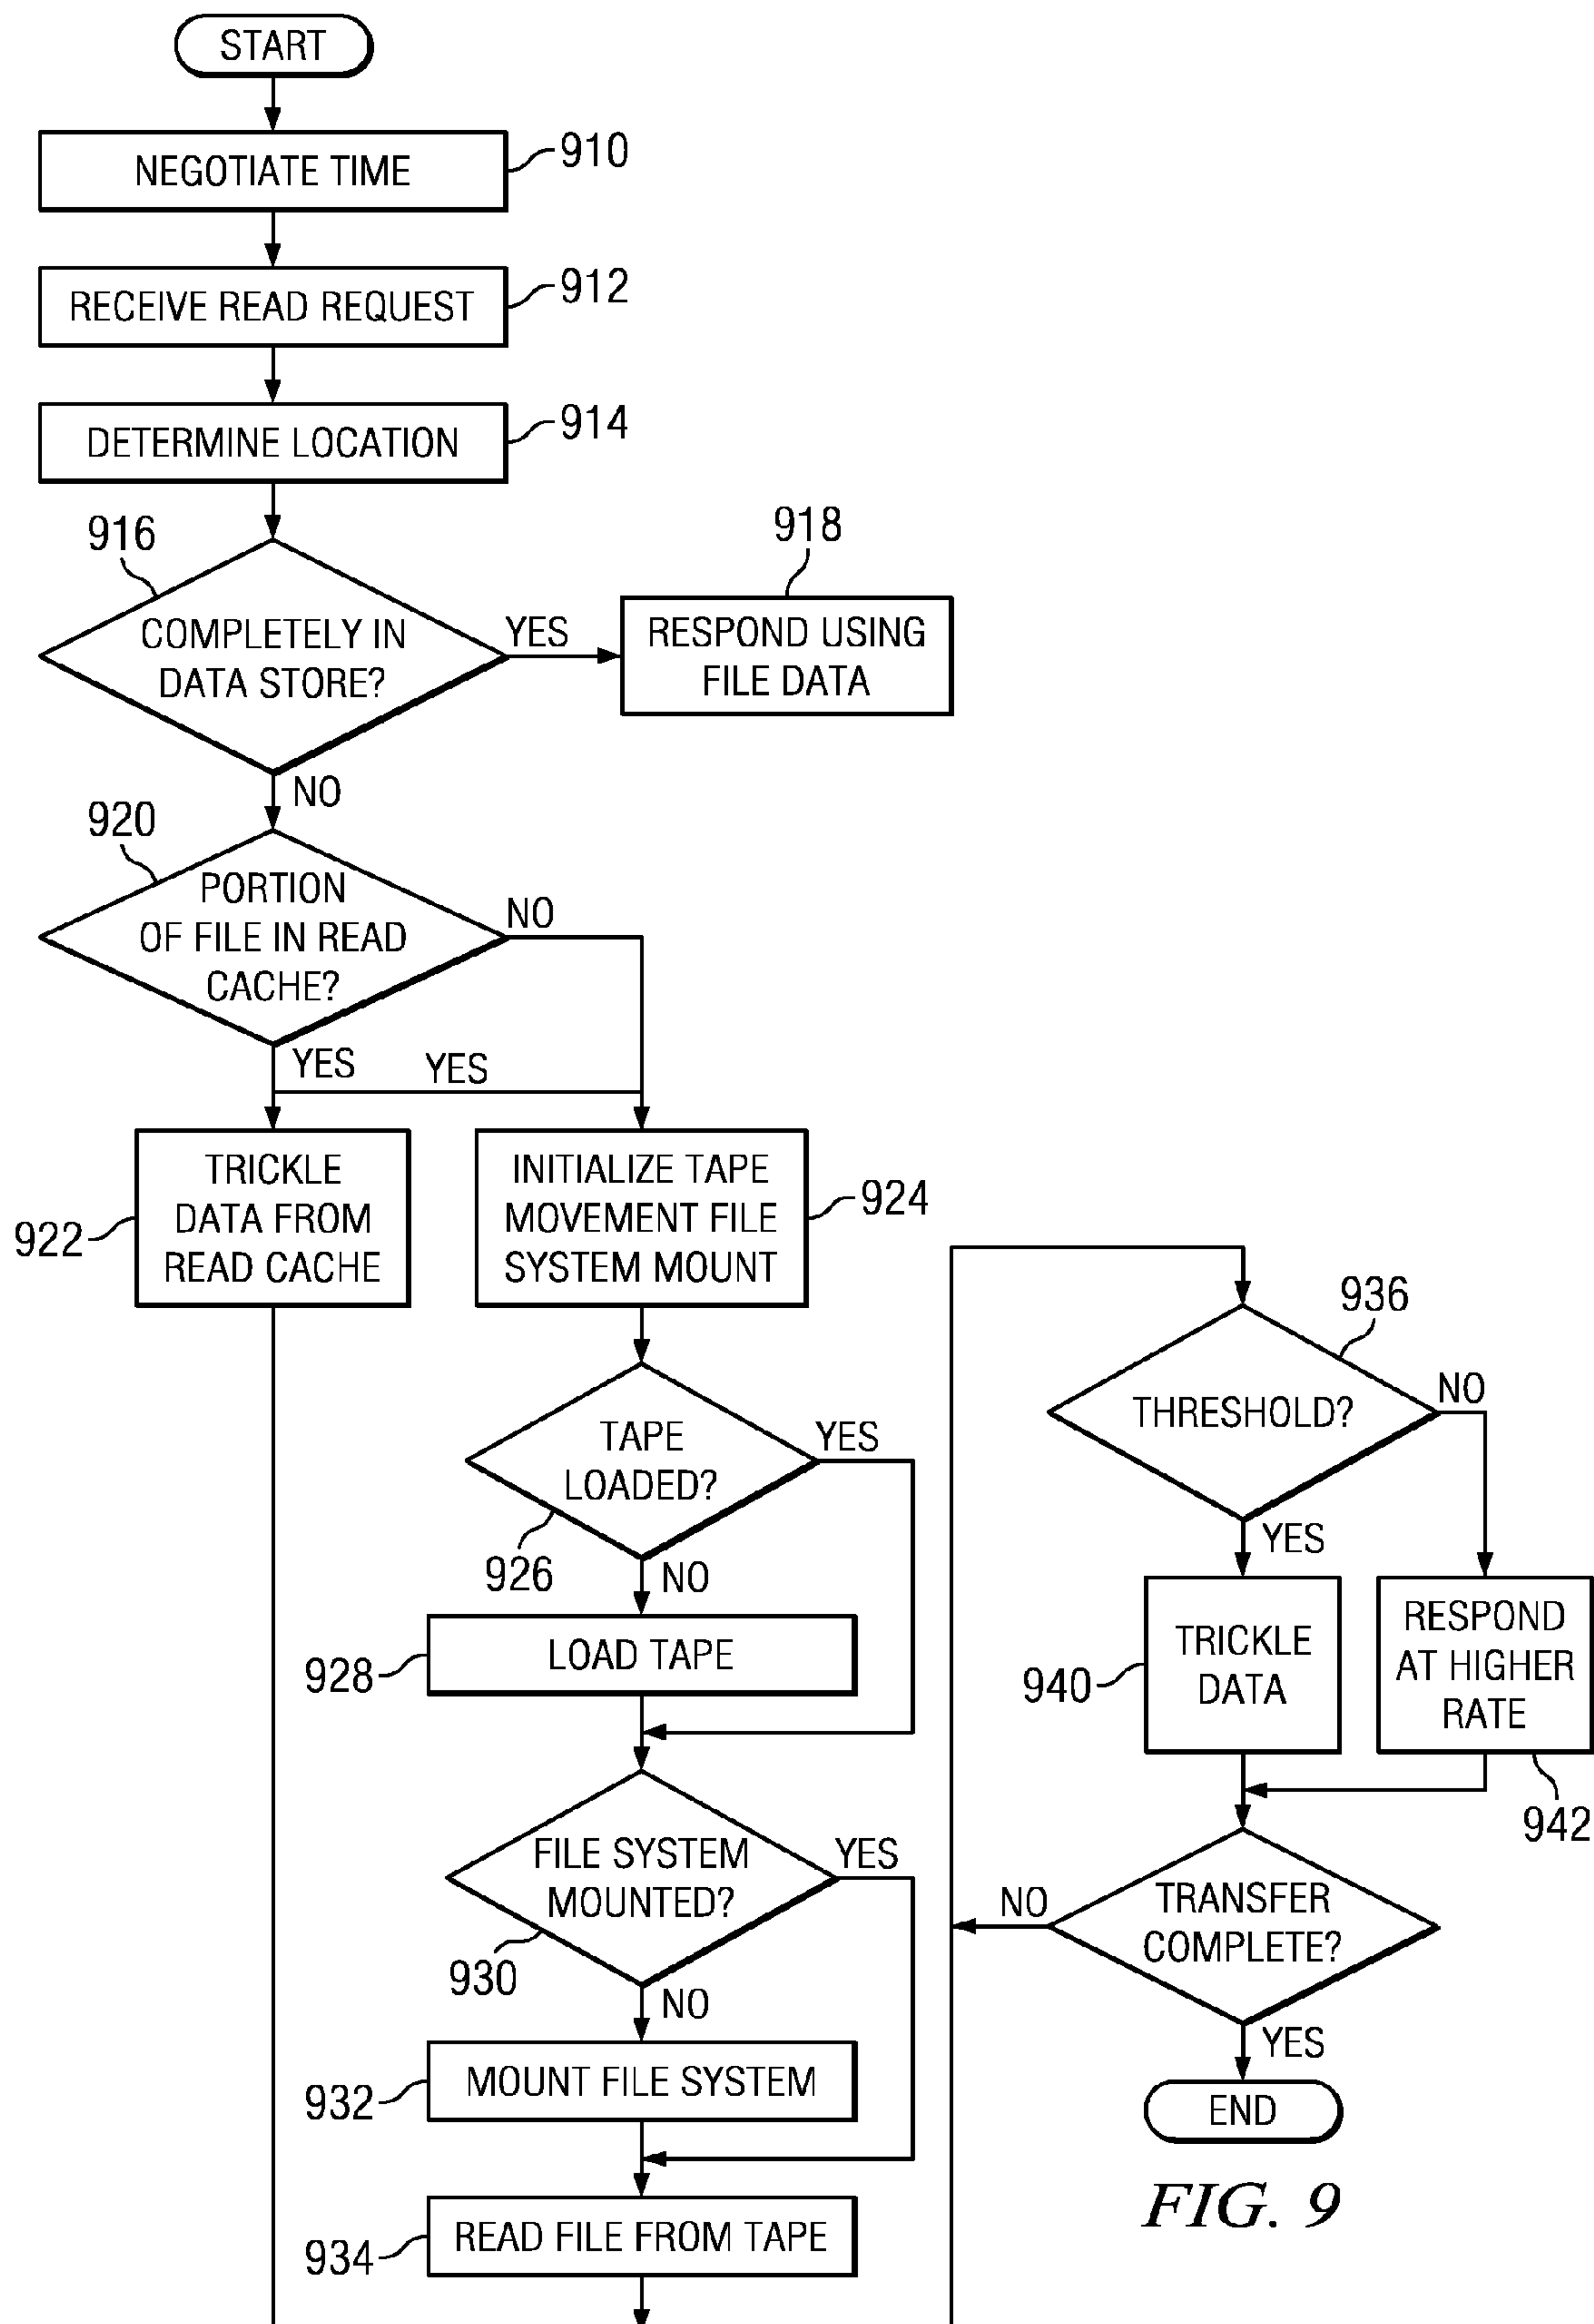 START
NEGOTIATE TIME
910
RECEIVE READ REQUEST
912
DETERMINE LOCATION
914
916
COMPLETELY IN
DATA STORE?
YES
918
RESPOND USING
FILE DATA
NO
920
PORTION
OF FILE IN READ
CACHE?
NO
YES
YES
TRICKLE
DATA FROM
READ CACHE
922
INITIALIZE TAPE
MOVEMENT FILE
SYSTEM MOUNT
924
TAPE
LOADED?
YES
926
NO
LOAD TAPE
928
FILE SYSTEM
MOUNTED?
YES
930
NO
MOUNT FILE SYSTEM
932
READ FILE FROM TAPE
934
936
THRESHOLD?
NO
YES
TRICKLE
DATA
940
RESPOND
AT HIGHER
RATE
942
TRANSFER
COMPLETE?
NO
YES
END
FIG. 9